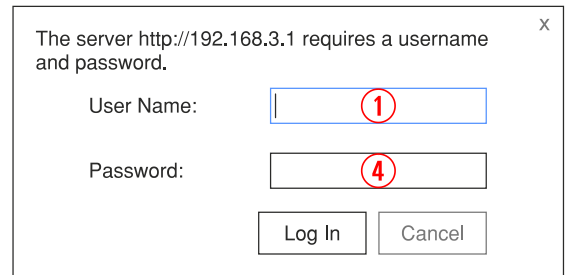 x
The server http://192.168.3.1 requires a username
and password.
User Name: ①
Password: ④
Log In Cancel